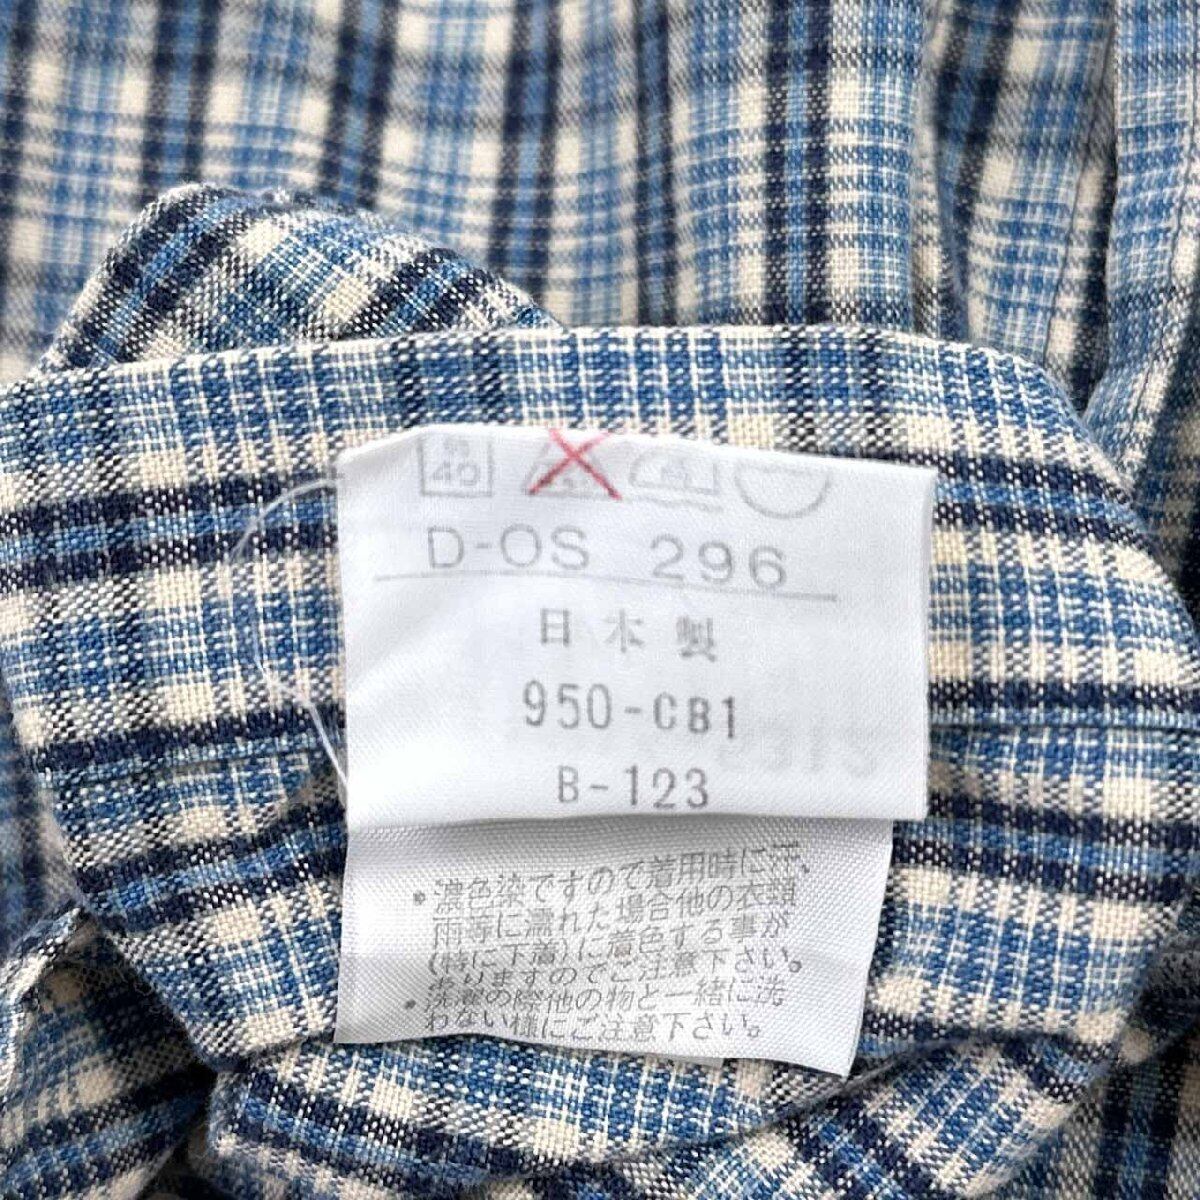 40
D-OS 296
日本製
950-CB1
B-123
・濃色染ですので着用時に汗、
雨等に濡れた場合他の衣類
(特に下着)に着色する事が
ありますのでご注意下さい。
・洗濯の際他の物と一緒に洗
わない様にご注意下さい。